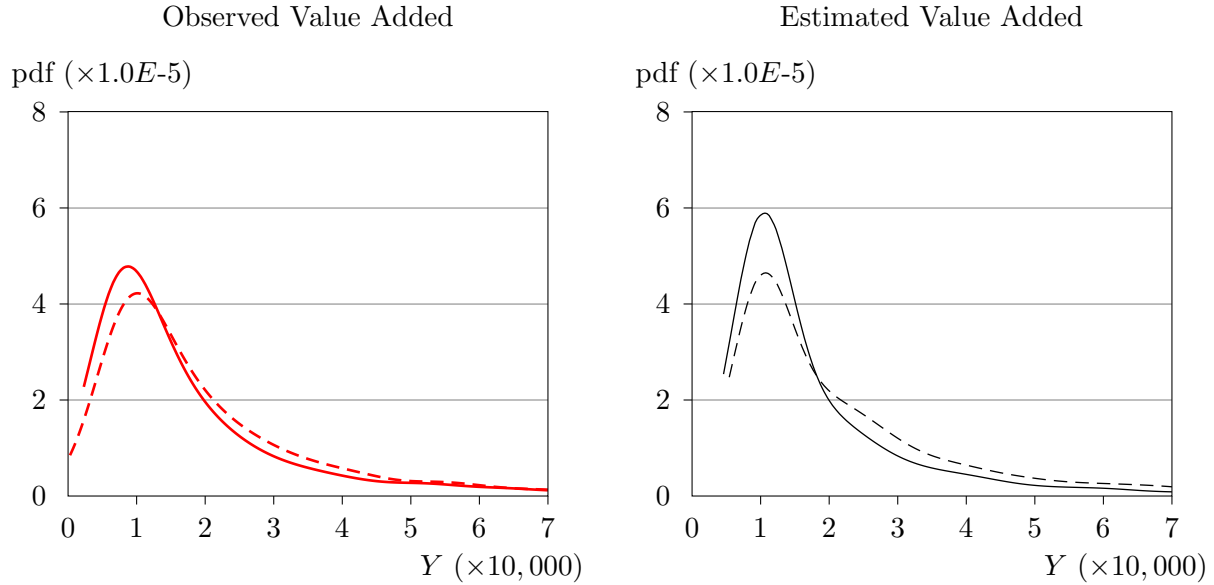 Observed Value Added
pdf (×1.0E-5)
8
6
4
2
0
0 1 2 3 4 5 6 7
Y (×10,000)
Estimated Value Added
pdf (×1.0E-5)
8
6
4
2
0
0 1 2 3 4 5 6 7
Y (×10,000)